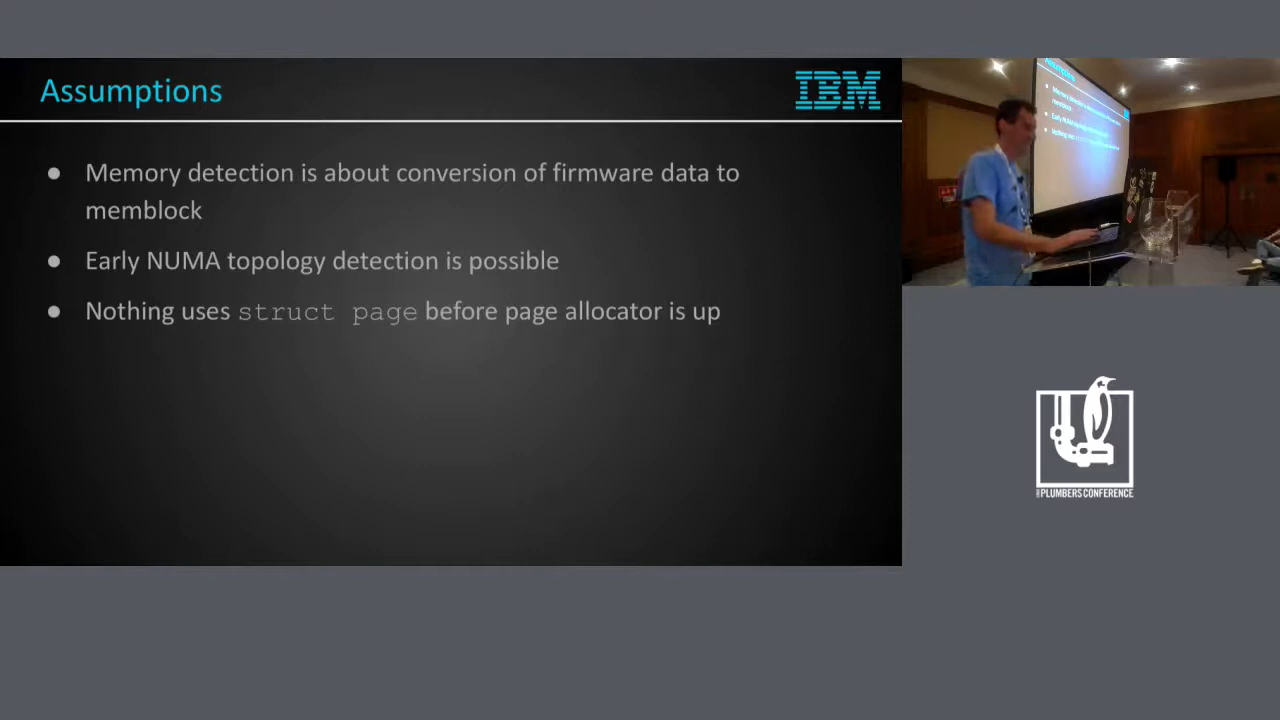 Assumptions
IBM
● Memory detection is about conversion of firmware data to
memblock
● Early NUMA topology detection is possible
● Nothing uses struct page before page allocator is up
Assumptions
PLUMBERS CONFERENCE